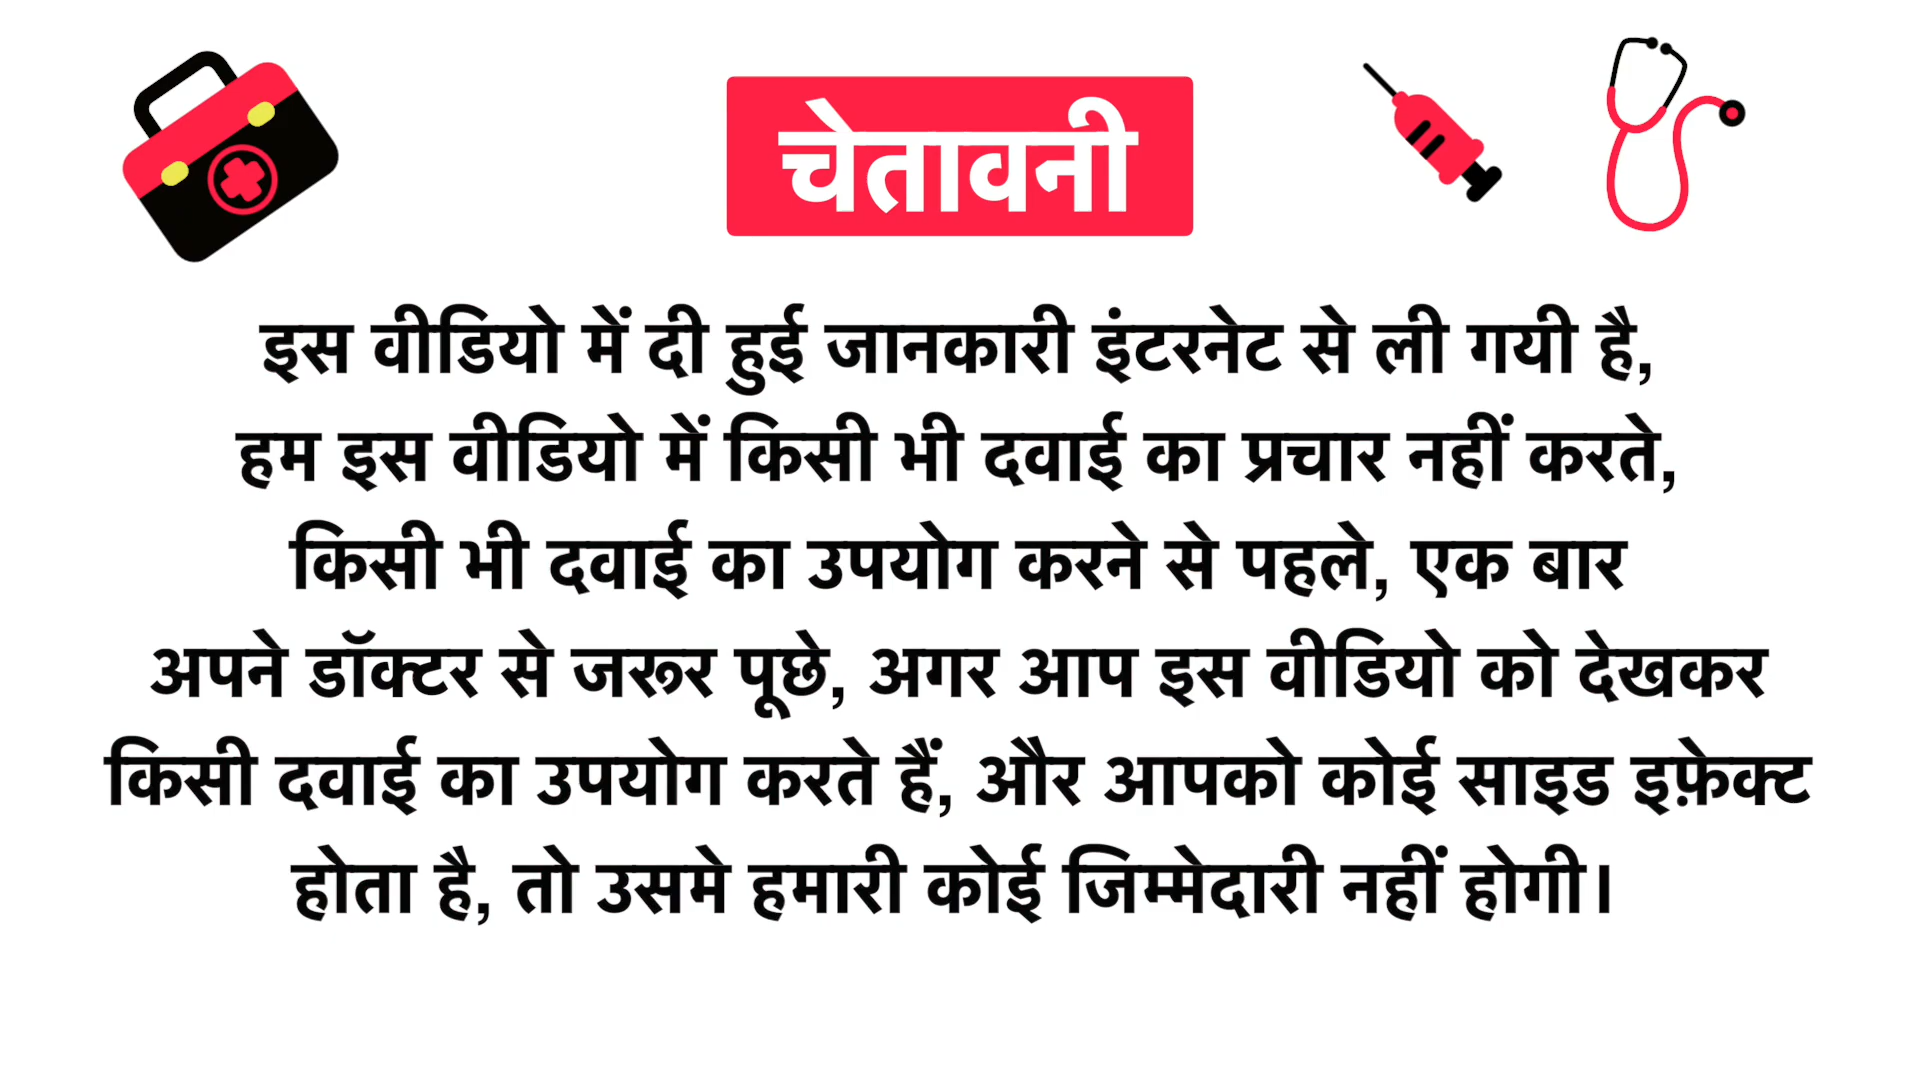 चेतावनी
इस वीडियो में दी हुई जानकारी इंटरनेट से ली गयी है,
हम इस वीडियो में किसी भी दवाई का प्रचार नहीं करते,
किसी भी दवाई का उपयोग करने से पहले, एक बार
अपने डॉक्टर से जरूर पूछे, अगर आप इस वीडियो को देखकर
किसी दवाई का उपयोग करते हैं, और आपको कोई साइड इफ़ेक्ट
होता है, तो उसमे हमारी कोई जिम्मेदारी नहीं होगी।